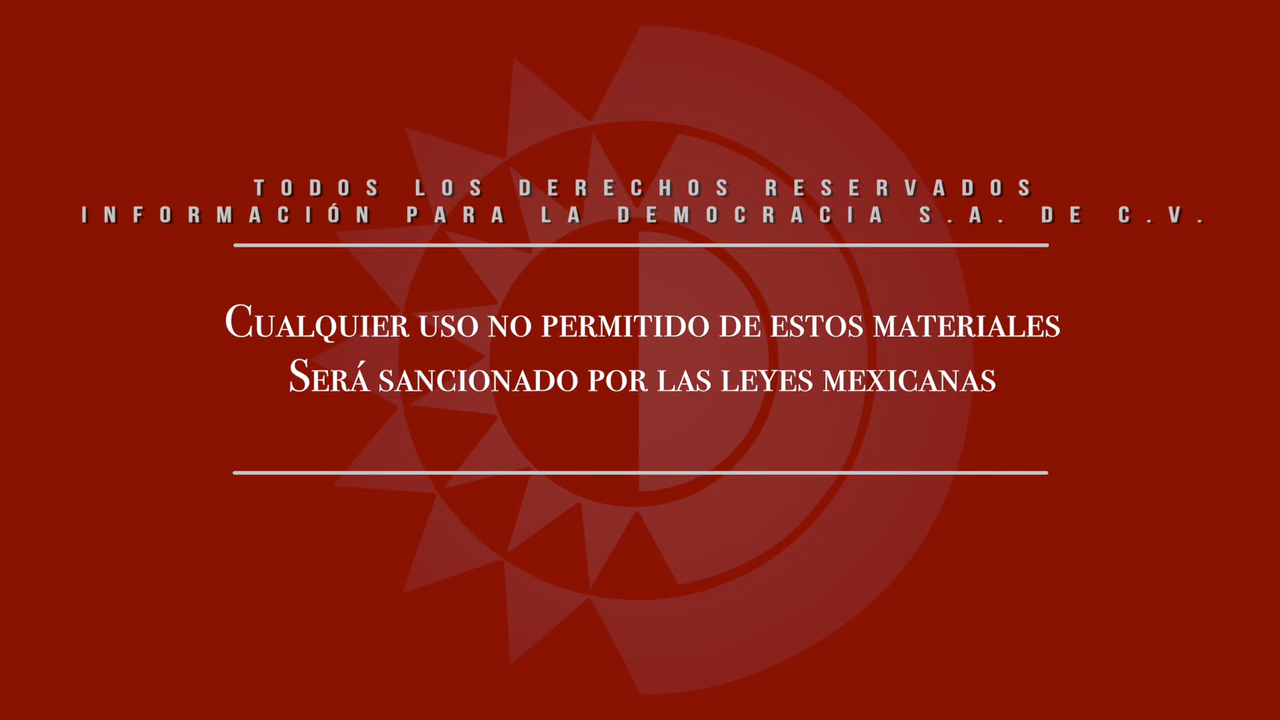 TODOS LOS DERECHOS RESERVADOS
INFORMACIÓN PARA LA DEMOCRACIA S.A. DE C.V.
Cualquier uso no permitido de estos materiales
Será sancionado por las leyes mexicanas